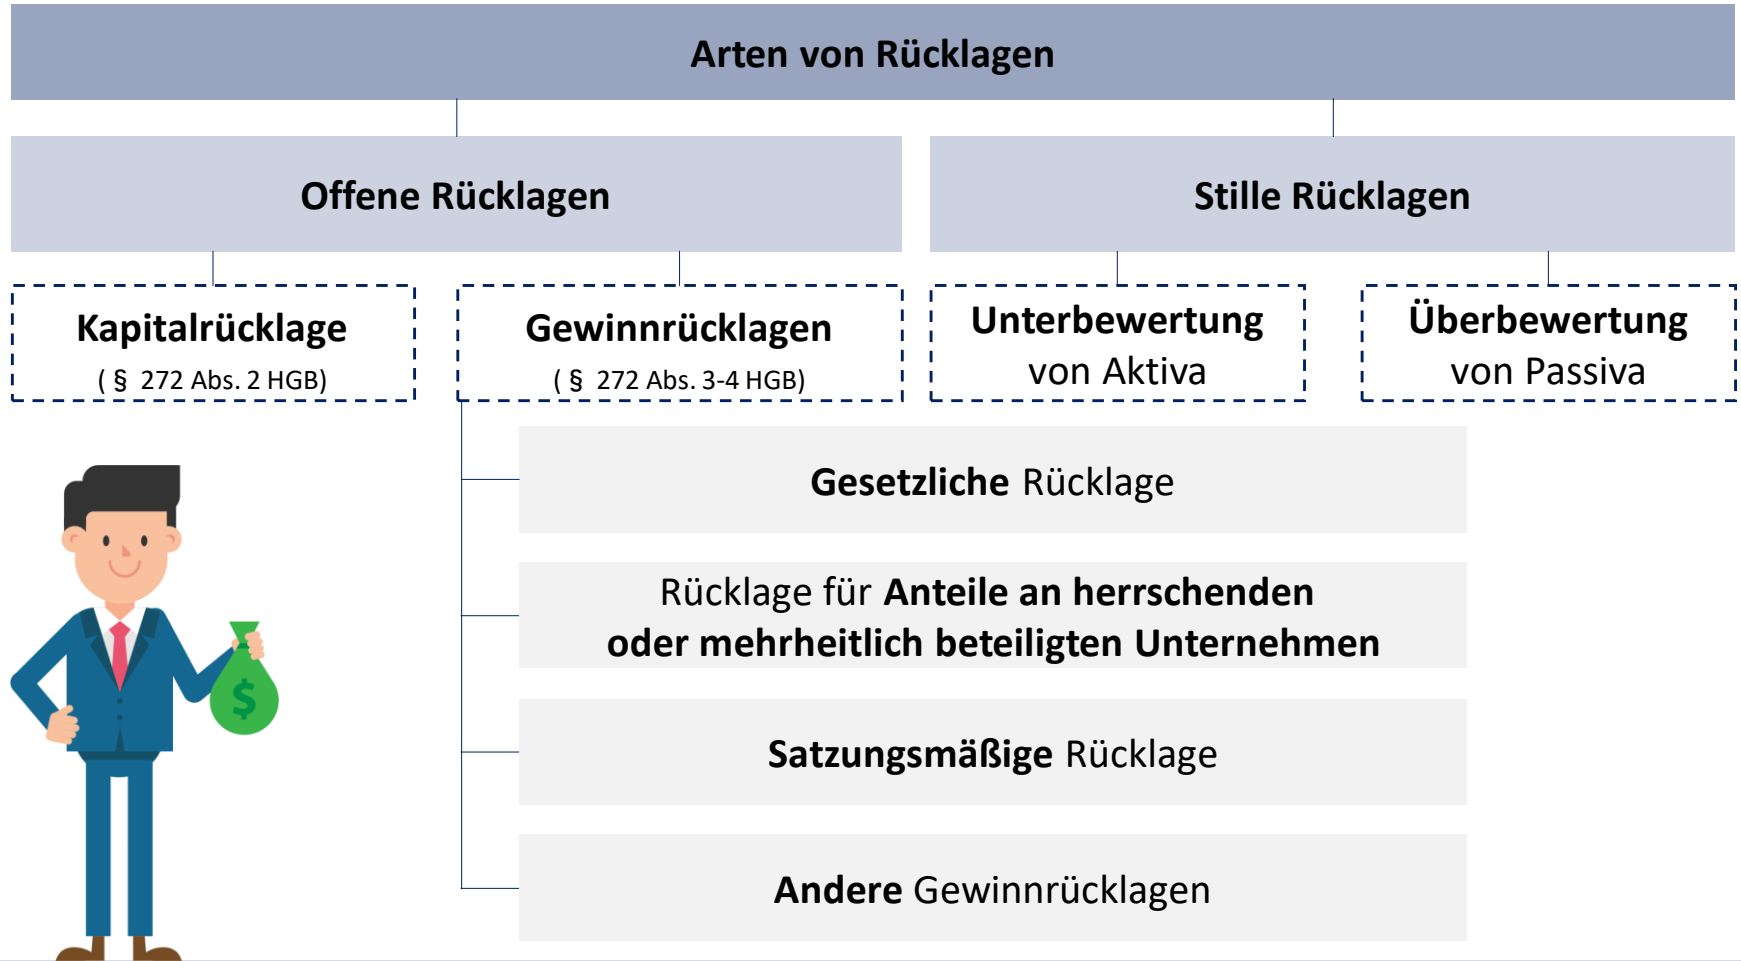 Arten von Rücklagen
Offene Rücklagen
Stille Rücklagen
Kapitalrücklage
( § 272 Abs. 2 HGB)
Gewinnrücklagen
( § 272 Abs. 3-4 HGB)
Unterbewertung
von Aktiva
Überbewertung
von Passiva
Gesetzliche Rücklage
Rücklage für Anteile an herrschenden
oder mehrheitlich beteiligten Unternehmen
Satzungsmäßige Rücklage
Andere Gewinnrücklagen
$